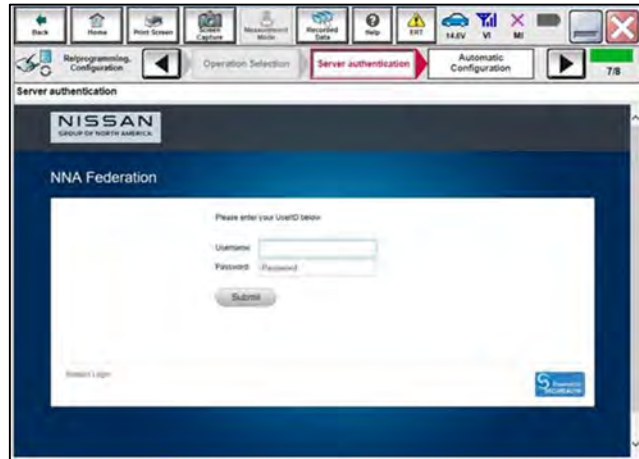 Back Home Print Screen Screen Capture Measurement Mode Recorded Data Help ERT 14.6V VI MI
Re/programming, Configuration Operation Selection Server authentication Automatic Configuration 7/8
Server authentication
NISSAN
GROUP OF NORTH AMERICA
NNA Federation
Please enter your UserID below
Username
Password Password
Submit